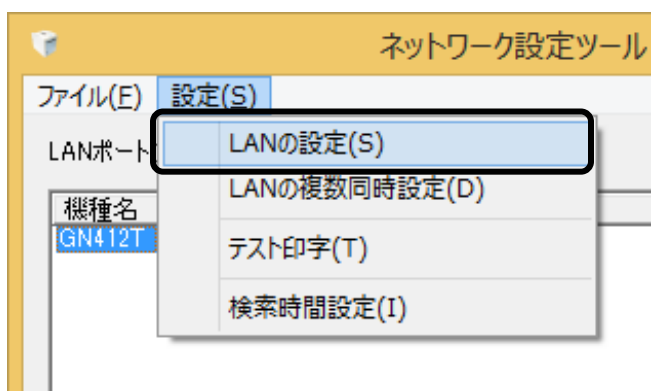 ネットワーク設定ツール
ファイル(F) 設定(S)
LANポート
LANの設定(S)
LANの複数同時設定(D)
機種名
GN412T
テスト印字(T)
検索時間設定(I)